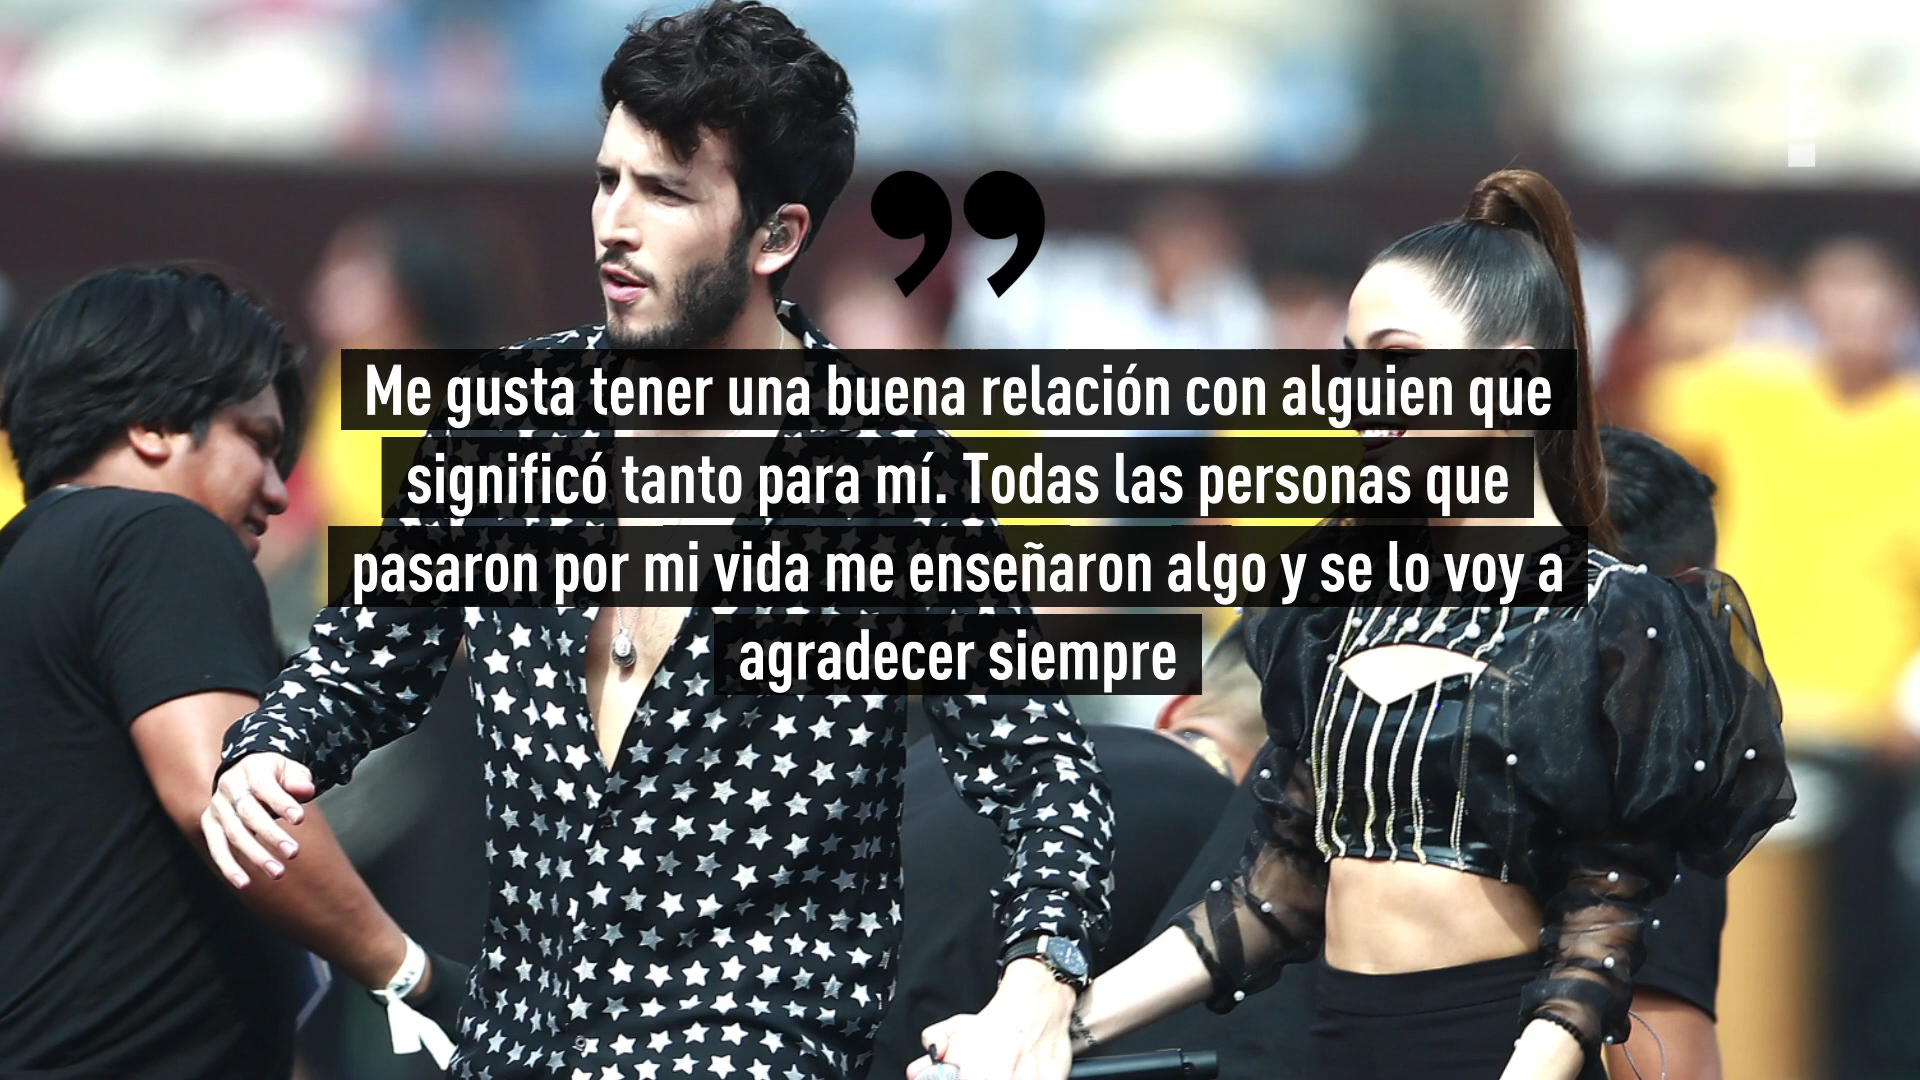 ”
Me gusta tener una buena relación con alguien que
significó tanto para mí. Todas las personas que
pasaron por mi vida me enseñaron algo y se lo voy a
agradecer siempre